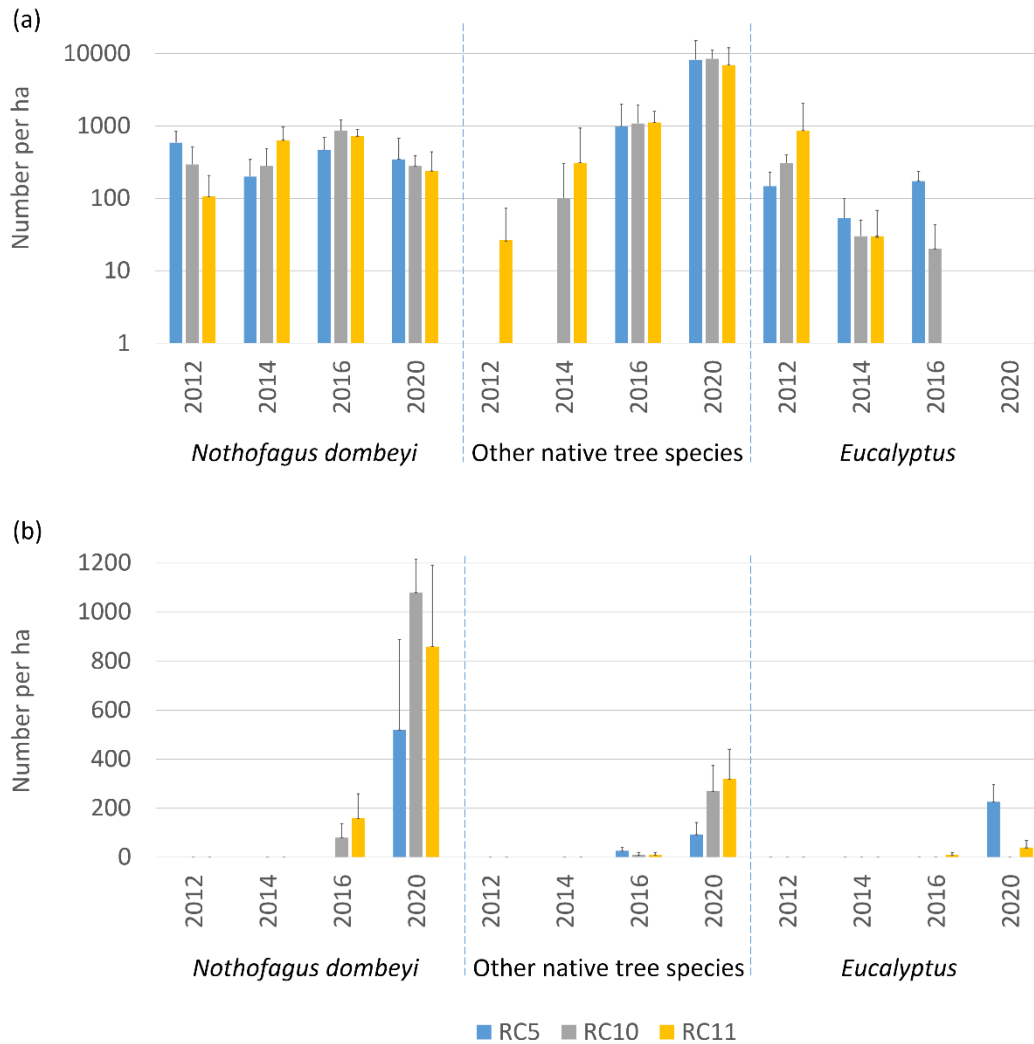 (a)
Number per ha
10000
1000
100
10
1
2012 2014 2016 2020 2012 2014 2016 2020 2012 2014 2016 2020
Nothofagus dombeyi Other native tree species Eucalyptus
(b)
Number per ha
1200
1000
800
600
400
200
0
2012 2014 2016 2020 2012 2014 2016 2020 2012 2014 2016 2020
Nothofagus dombeyi Other native tree species Eucalyptus
RC5 RC10 RC11